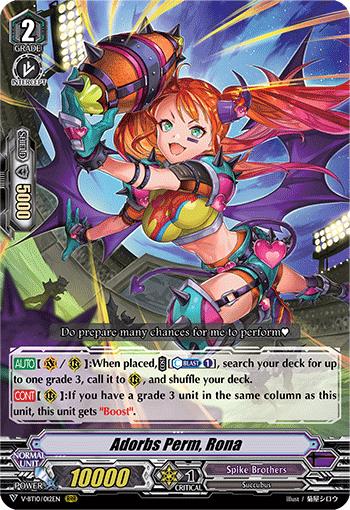 2
GRADE
INTERCEPT
SHIELD
5000
Do prepare many chances for me to perform♥
AUTO [ / ]:When placed, [ BLAST 1], search your deck for up
to one grade 3, call it to , and shuffle your deck.
CONT [ ]:If you have a grade 3 unit in the same column as this
unit, this unit gets "Boost".
Adorbs Perm, Rona
NORMAL
UNIT
POWER
10000
1
CRITICAL
Spike Brothers
Succubus
V-BT10/012EN RRR
Illust / 菊屋シロウ